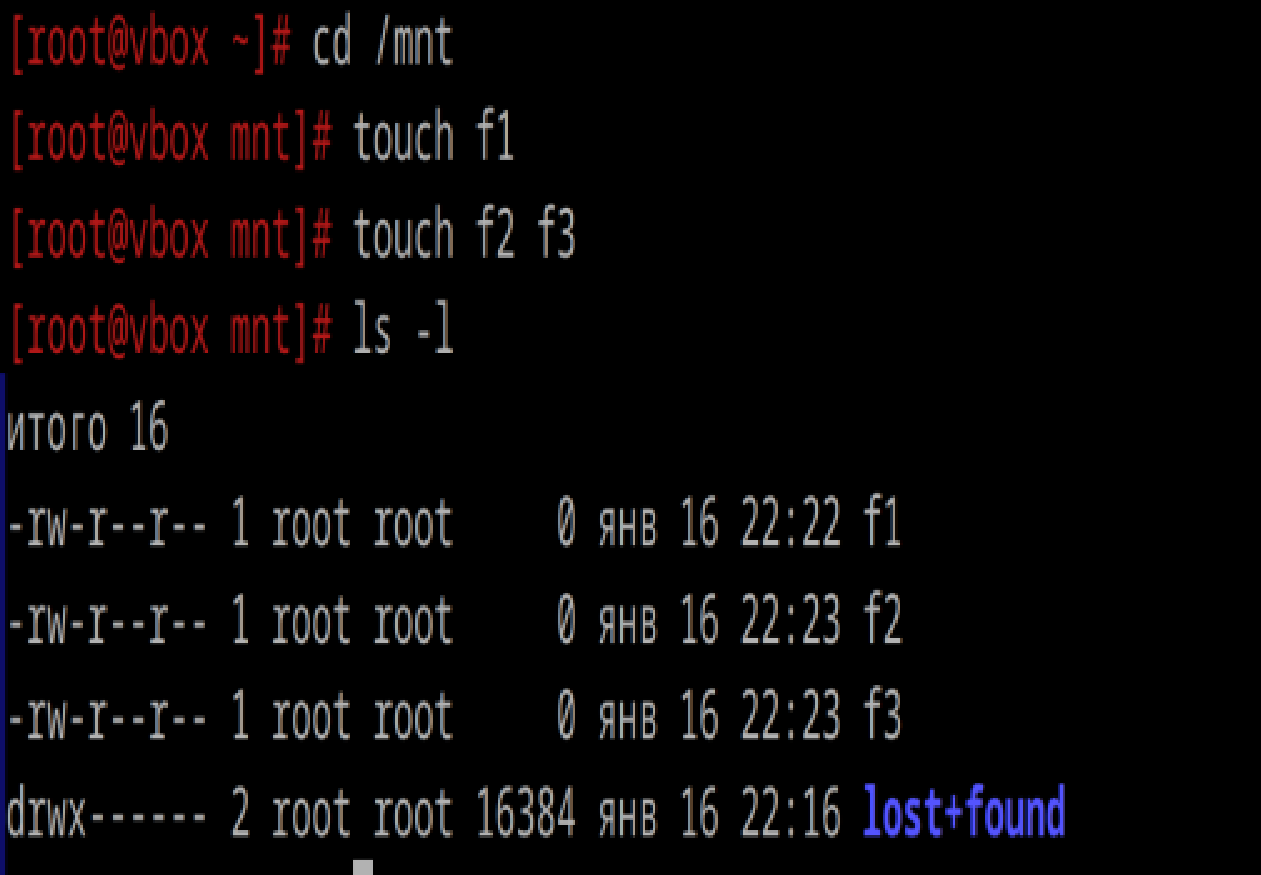 [root@vbox ~]# cd /mnt
[root@vbox mnt]# touch f1
[root@vbox mnt]# touch f2 f3
[root@vbox mnt]# ls -l
итого 16
-rw-r--r-- 1 root root     0 янв 16 22:22 f1
-rw-r--r-- 1 root root     0 янв 16 22:23 f2
-rw-r--r-- 1 root root     0 янв 16 22:23 f3
drwx------ 2 root root 16384 янв 16 22:16 lost+found